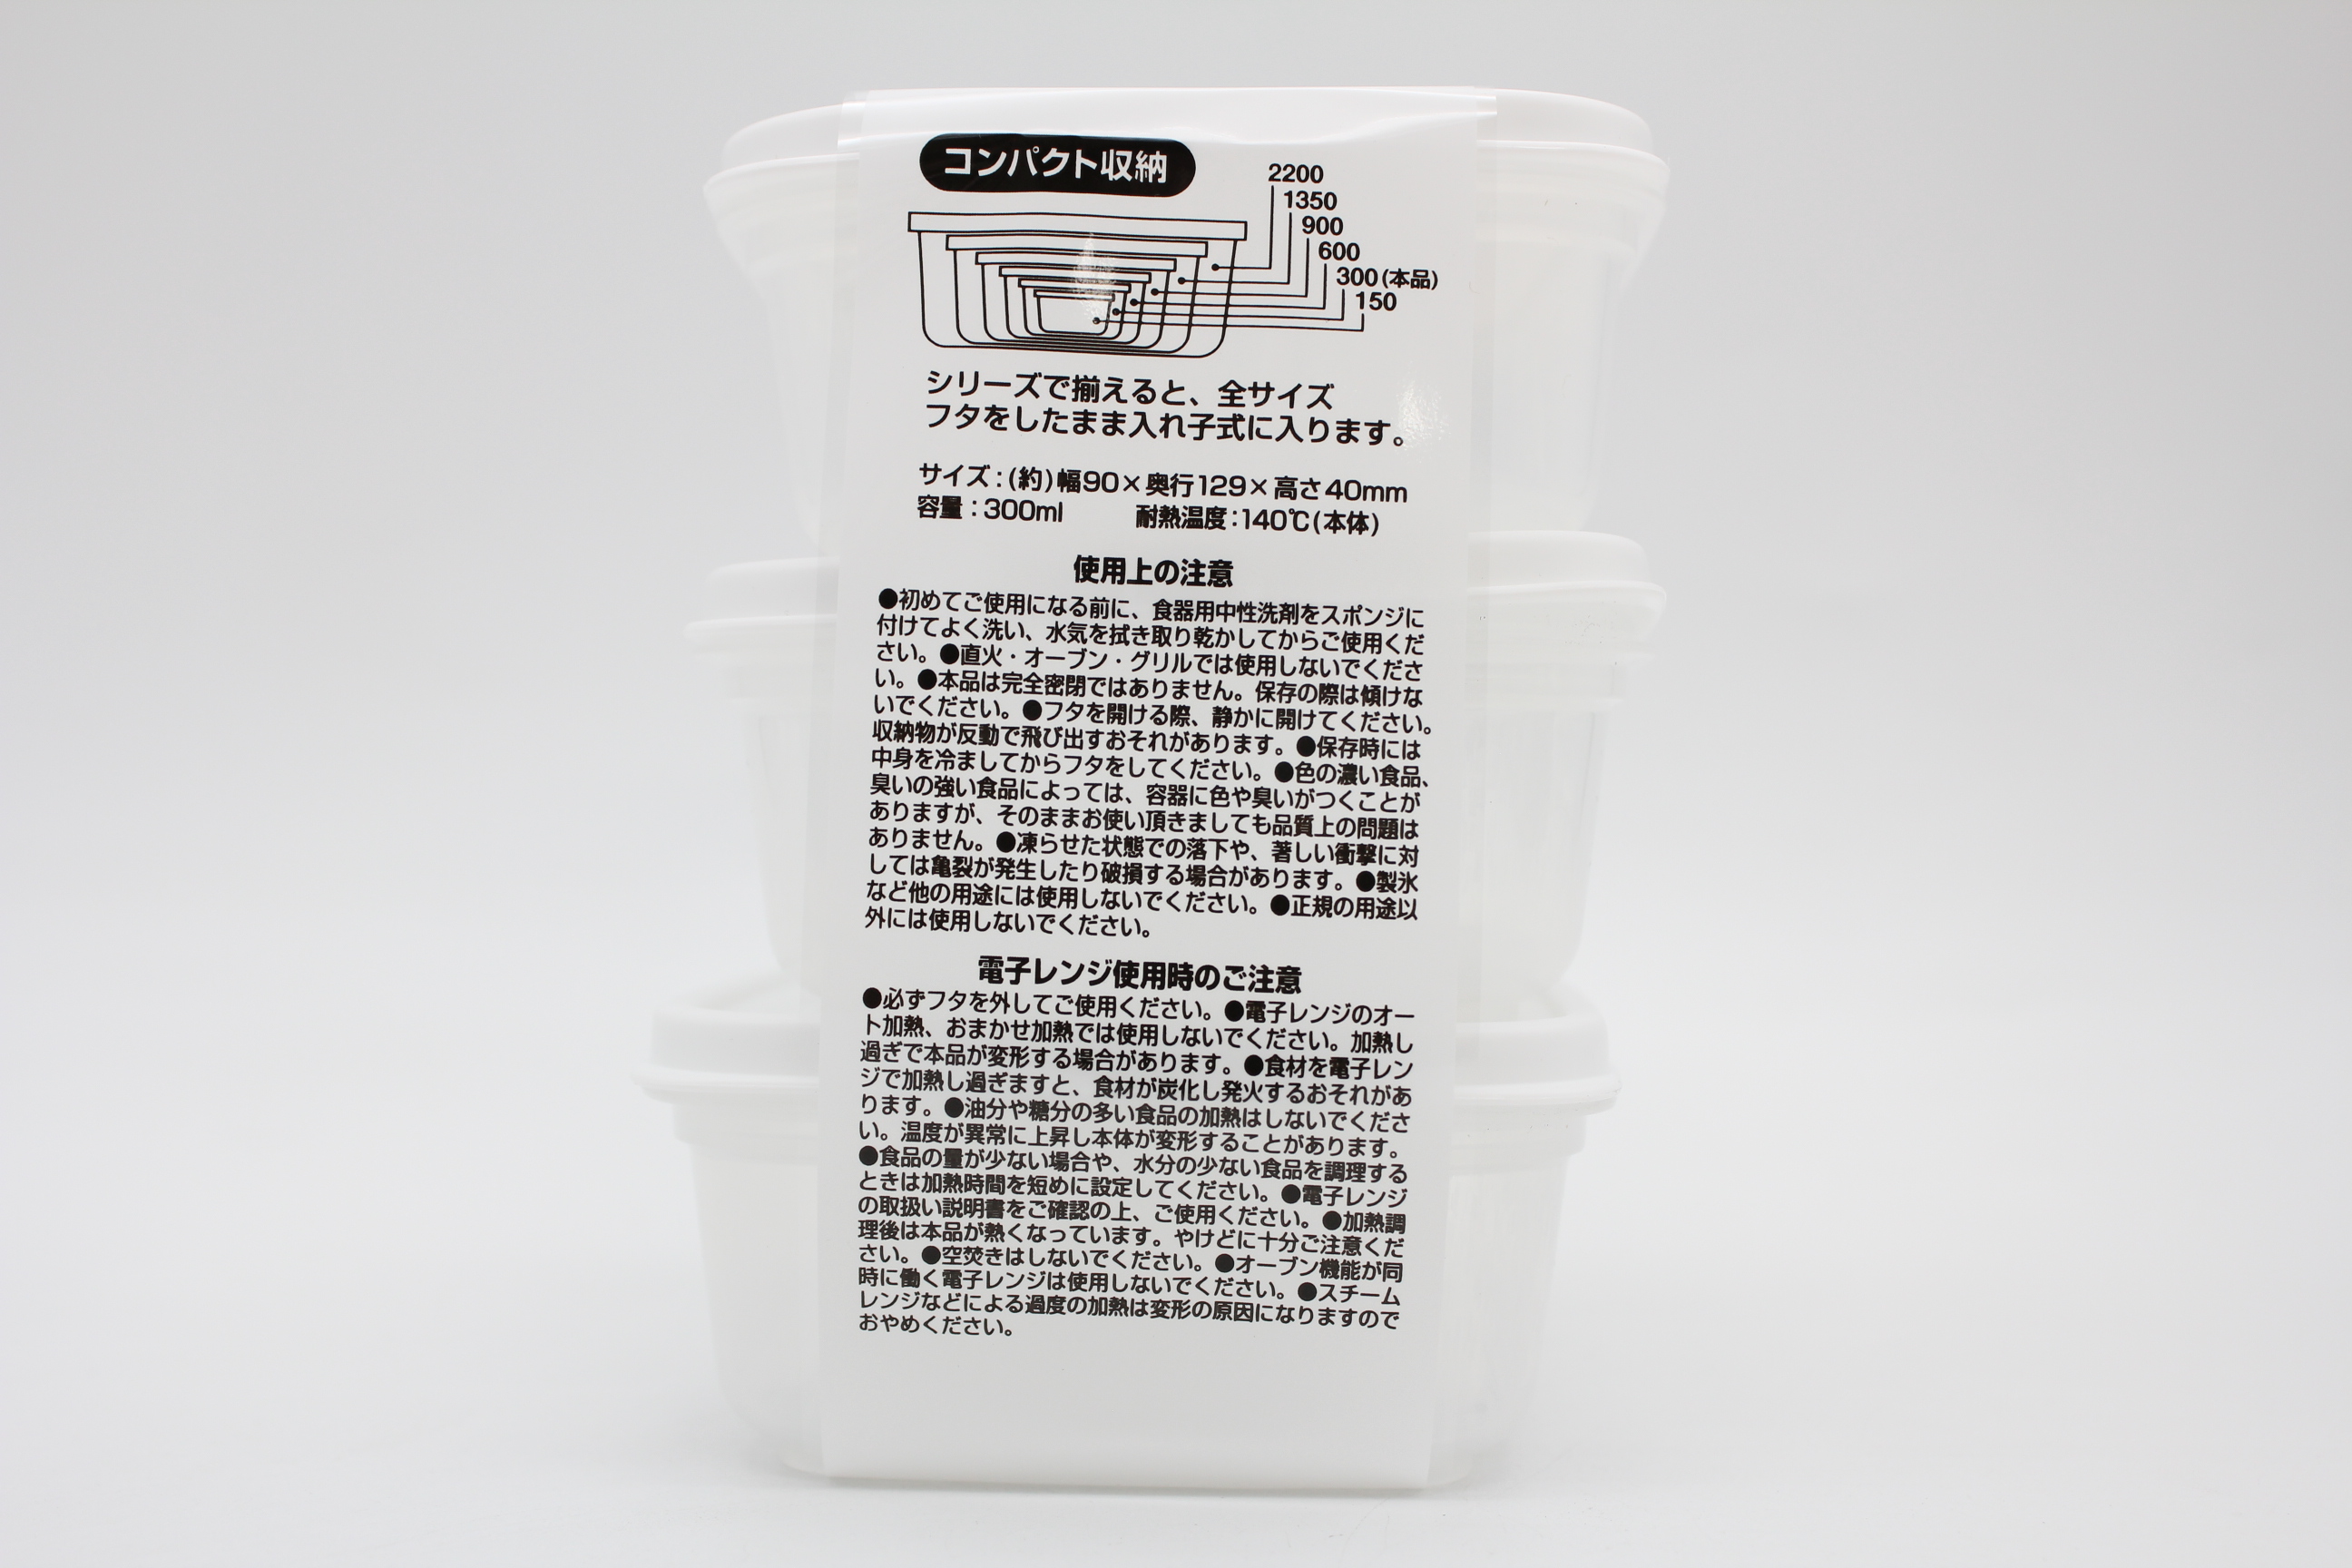 コンパクト収納
2200
1350
900
600
300(本品)
150
シリーズで揃えると、全サイズ
フタをしたまま入れ子式に入ります。
サイズ:(約)幅90×奥行129×高さ40mm
容量:300ml 耐熱温度:140℃(本体)
使用上の注意
●初めてご使用になる前に、食器用中性洗剤をスポンジに
付けてよく洗い、水気を拭き取り乾かしてからご使用くだ
さい。●直火・オーブン・グリルでは使用しないでくださ
い。●本品は完全密閉ではありません。保存の際は傾けな
いでください。●フタを開ける際、静かに開けてください。
収納物が反動で飛び出すおそれがあります。●保存時には
中身を冷ましてからフタをしてください。●色の濃い食品、
臭いの強い食品によっては、容器に色や臭いがつくことが
ありますが、そのままお使い頂きましても品質上の問題は
ありません。●凍らせた状態での落下や、著しい衝撃に対
しては亀裂が発生したり破損する場合があります。●製氷
など他の用途には使用しないでください。●正規の用途以
外には使用しないでください。
電子レンジ使用時のご注意
●必ずフタを外してご使用ください。●電子レンジのオー
ト加熱、おまかせ加熱では使用しないでください。加熱し
過ぎで本品が変形する場合があります。●食材を電子レン
ジで加熱し過ぎますと、食材が炭化し発火するおそれがあ
ります。●油分や糖分の多い食品の加熱はしないでくださ
い。温度が異常に上昇し本体が変形することがあります。
●食品の量が少ない場合や、水分の少ない食品を調理する
ときは加熱時間を短めに設定してください。●電子レンジ
の取扱い説明書をご確認の上、ご使用ください。●加熱調
理後は本品が熱くなっています。やけどに十分ご注意くだ
さい。●空焚きはしないでください。●オーブン機能が同
時に働く電子レンジは使用しないでください。●スチーム
レンジなどによる過度の加熱は変形の原因になりますので
おやめください。